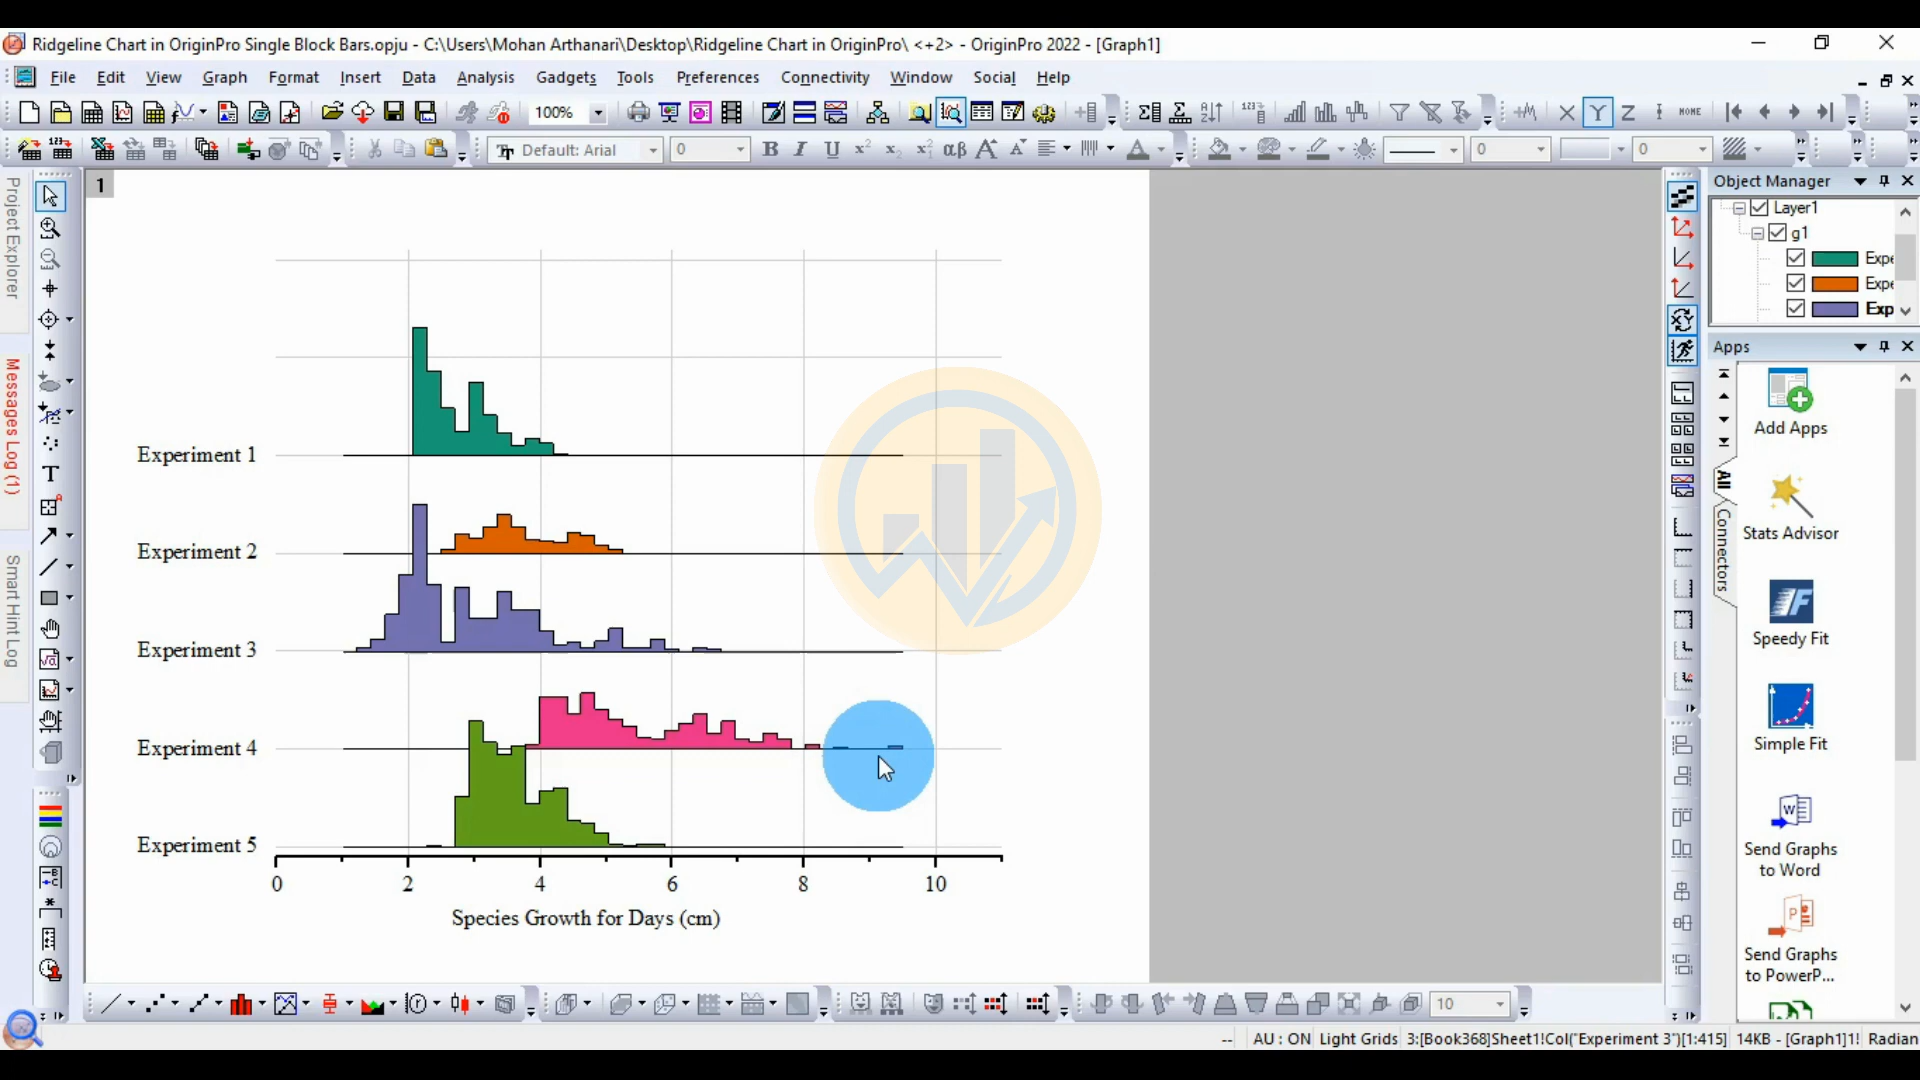 Ridgeline Chart in OriginPro Single Block Bars.opju - C:\Users\Mohan Arthanari\Desktop\Ridgeline Chart in OriginPro\ <+2> - OriginPro 2022 - [Graph1]
File Edit View Graph Format Insert Data Analysis Gadgets Tools Preferences Connectivity Window Social Help
100%
X Y Z HOME
Default: Arial 0 B I U 0 0
Project Explorer
Messages Log (1)
Smart Hint Log
1
Experiment 1
Experiment 2
Experiment 3
Experiment 4
Experiment 5
0 2 4 6 8 10
Species Growth for Days (cm)
Object Manager
Layer1
g1
Expe
Expe
Exp
Apps
All
Connectors
Add Apps
Stats Advisor
Speedy Fit
Simple Fit
Send Graphs
to Word
Send Graphs
to PowerP...
10
-- AU : ON Light Grids 3:[Book368]Sheet1!Col("Experiment 3")[1:415] 14KB - [Graph1]1! Radian